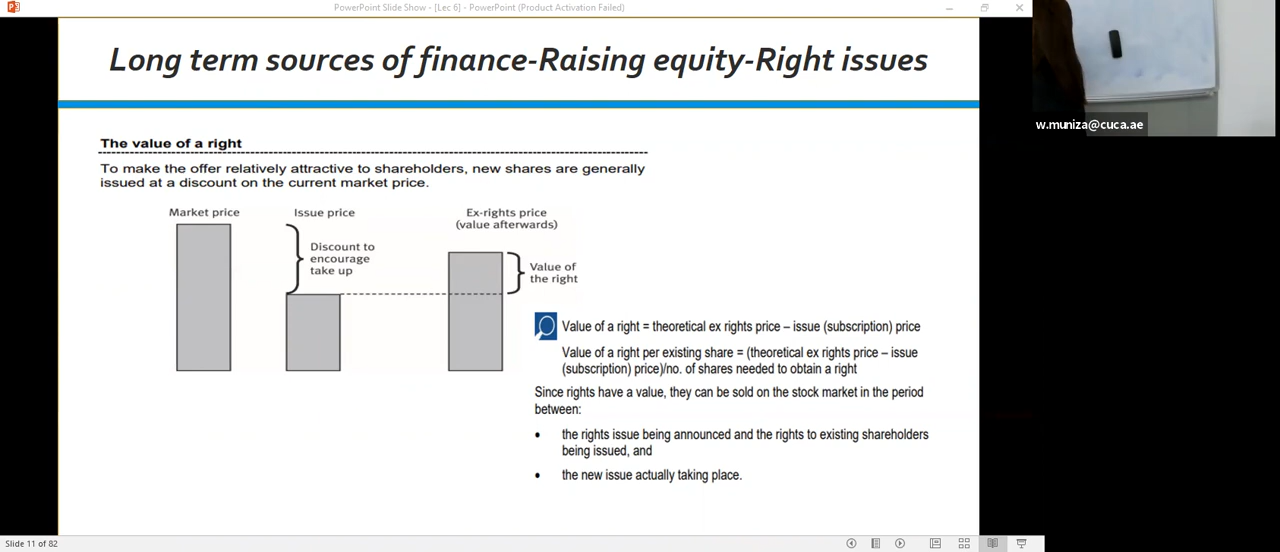 PowerPoint Slide Show - [Lec 6] - PowerPoint (Product Activation Failed)
Long term sources of finance-Raising equity-Right issues
w.muniza@cuca.ae
The value of a right
To make the offer relatively attractive to shareholders, new shares are generally
issued at a discount on the current market price.
Market price
Issue price
Ex-rights price
(value afterwards)
Discount to
encourage
take up
Value of
the right
Value of a right = theoretical ex rights price – issue (subscription) price
Value of a right per existing share = (theoretical ex rights price – issue
(subscription) price)/no. of shares needed to obtain a right
Since rights have a value, they can be sold on the stock market in the period
between:
• the rights issue being announced and the rights to existing shareholders
being issued, and
• the new issue actually taking place.
Slide 11 of 82